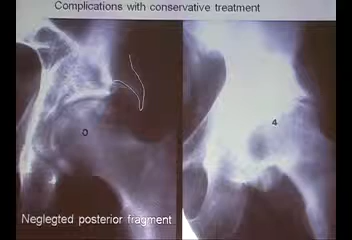 Complications with conservative treatment
4
Neglegted posterior fragment